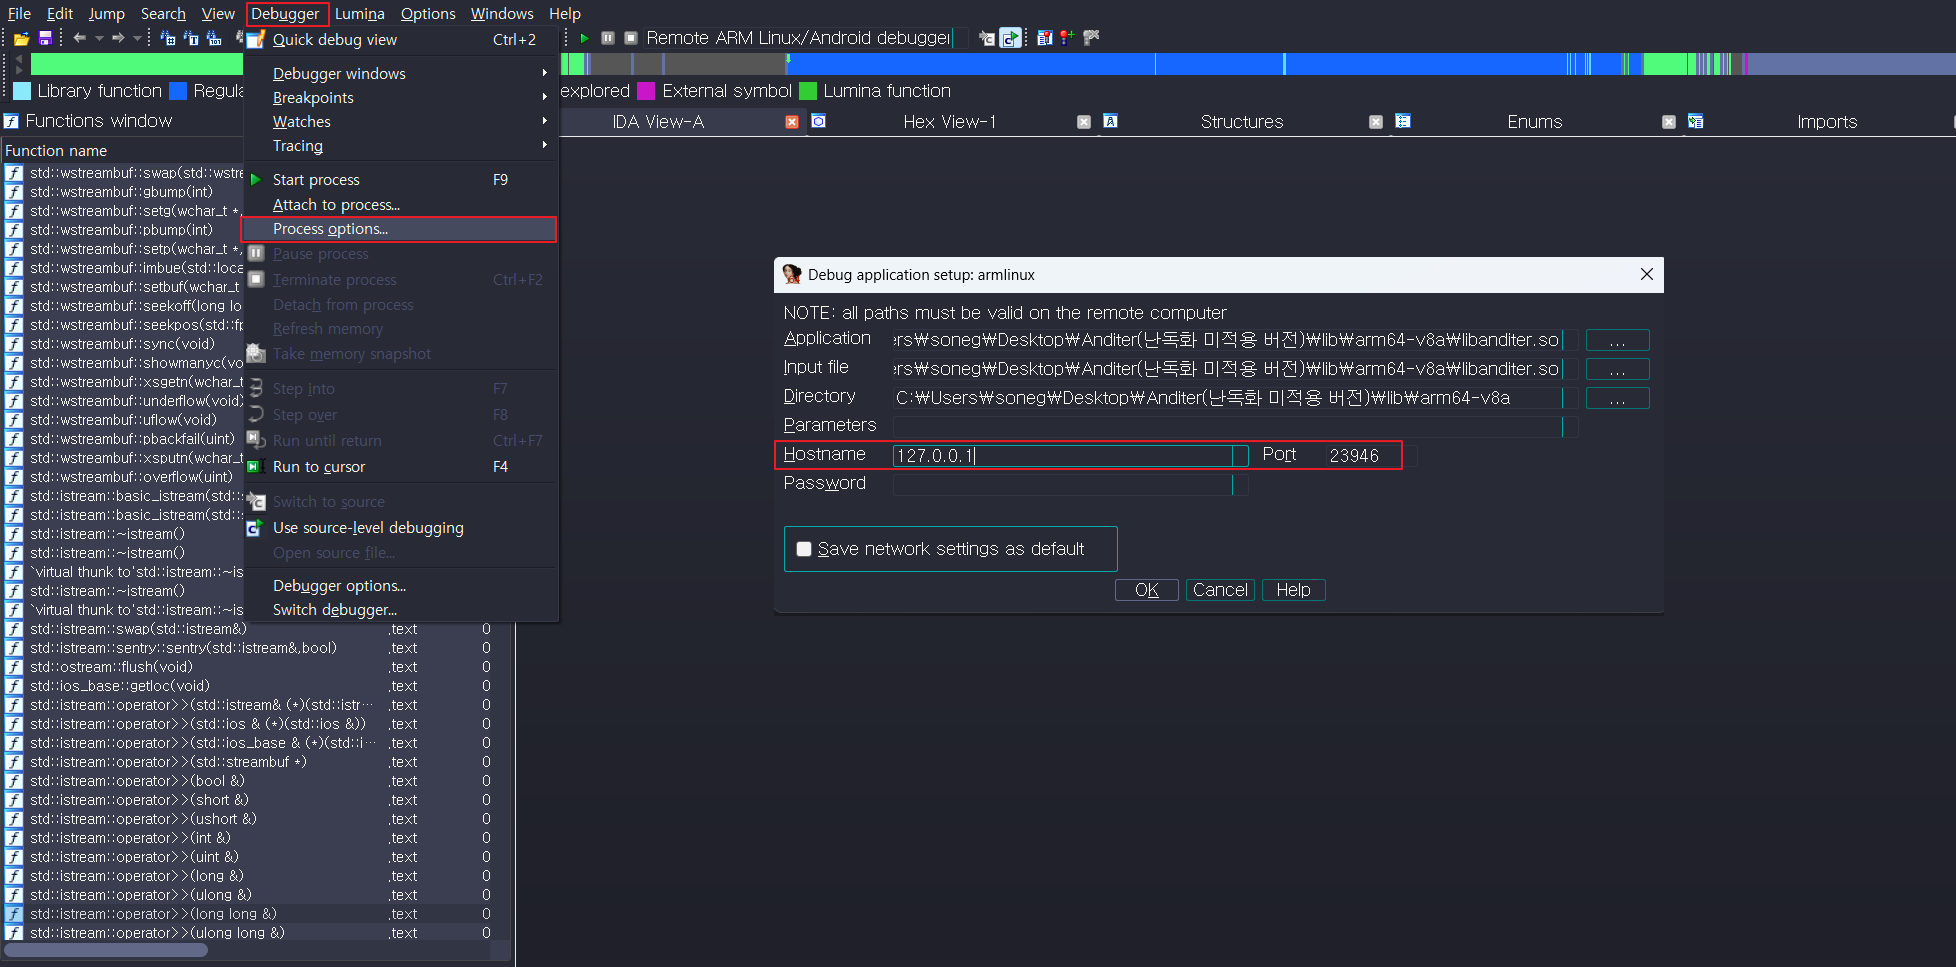 File Edit Jump Search View Debugger Lumina Options Windows Help
Remote ARM Linux/Android debugger
Library function Regula
explored External symbol Lumina function
Functions window
IDA View-A Hex View-1 Structures Enums Imports
Function name
std::wstreambuf::swap(std::wstre
std::wstreambuf::gbump(int)
std::wstreambuf::setg(wchar_t *,
std::wstreambuf::pbump(int)
std::wstreambuf::setp(wchar_t *,
std::wstreambuf::imbue(std::loca
std::wstreambuf::setbuf(wchar_t
std::wstreambuf::seekoff(long lo
std::wstreambuf::seekpos(std::fp
std::wstreambuf::sync(void)
std::wstreambuf::showmanyc(vo
std::wstreambuf::xsgetn(wchar_t
std::wstreambuf::underflow(void)
std::wstreambuf::uflow(void)
std::wstreambuf::pbackfail(uint)
std::wstreambuf::xsputn(wchar_t
std::wstreambuf::overflow(uint)
std::istream::basic_istream(std::s
std::istream::basic_istream(std::s
std::istream::~istream()
std::istream::~istream()
`virtual thunk to'std::istream::~is
std::istream::~istream()
`virtual thunk to'std::istream::~is
std::istream::swap(std::istream&) .text 0
std::istream::sentry::sentry(std::istream&,bool) .text 0
std::ostream::flush(void) .text 0
std::ios_base::getloc(void) .text 0
std::istream::operator>>(std::istream& (*)(std::istr… .text 0
std::istream::operator>>(std::ios & (*)(std::ios &)) .text 0
std::istream::operator>>(std::ios_base & (*)(std::i… .text 0
std::istream::operator>>(std::streambuf *) .text 0
std::istream::operator>>(bool &) .text 0
std::istream::operator>>(short &) .text 0
std::istream::operator>>(ushort &) .text 0
std::istream::operator>>(int &) .text 0
std::istream::operator>>(uint &) .text 0
std::istream::operator>>(long &) .text 0
std::istream::operator>>(ulong &) .text 0
std::istream::operator>>(long long &) .text 0
std::istream::operator>>(ulong long &) .text 0
Quick debug view Ctrl+2
Debugger windows
Breakpoints
Watches
Tracing
Start process F9
Attach to process...
Process options...
Pause process
Terminate process Ctrl+F2
Detach from process
Refresh memory
Take memory snapshot
Step into F7
Step over F8
Run until return Ctrl+F7
Run to cursor F4
Switch to source
Use source-level debugging
Open source file...
Debugger options...
Switch debugger...
Debug application setup: armlinux
NOTE: all paths must be valid on the remote computer
Application ers₩soneg₩Desktop₩Anditer(난독화 미적용 버전)₩lib₩arm64-v8a₩libanditer.so ...
Input file ers₩soneg₩Desktop₩Anditer(난독화 미적용 버전)₩lib₩arm64-v8a₩libanditer.so ...
Directory C:₩Users₩soneg₩Desktop₩Anditer(난독화 미적용 버전)₩lib₩arm64-v8a ...
Parameters
Hostname 127.0.0.1 Port 23946
Password
Save network settings as default
OK Cancel Help